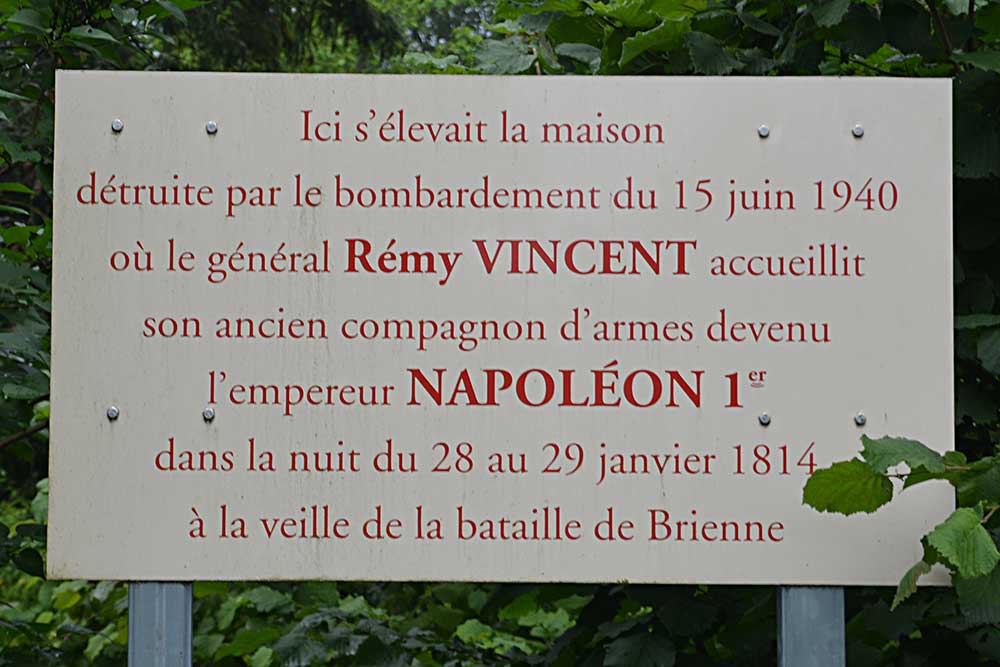 Ici s’élevait la maison
détruite par le bombardement du 15 juin 1940
où le général Rémy VINCENT accueillit
son ancien compagnon d’armes devenu
l’empereur NAPOLÉON 1er
dans la nuit du 28 au 29 janvier 1814
à la veille de la bataille de Brienne